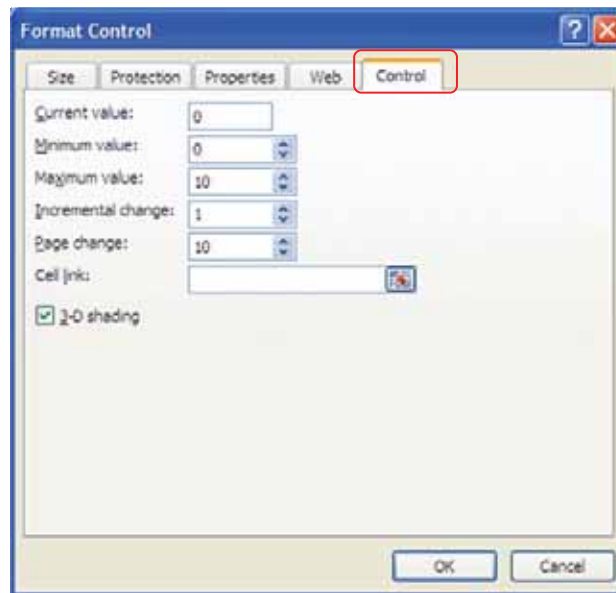 Format Control
Size Protection Properties Web Control
Current value: 0
Minimum value: 0
Maximum value: 10
Incremental change: 1
Page change: 10
Cell link:
3-D shading
OK Cancel